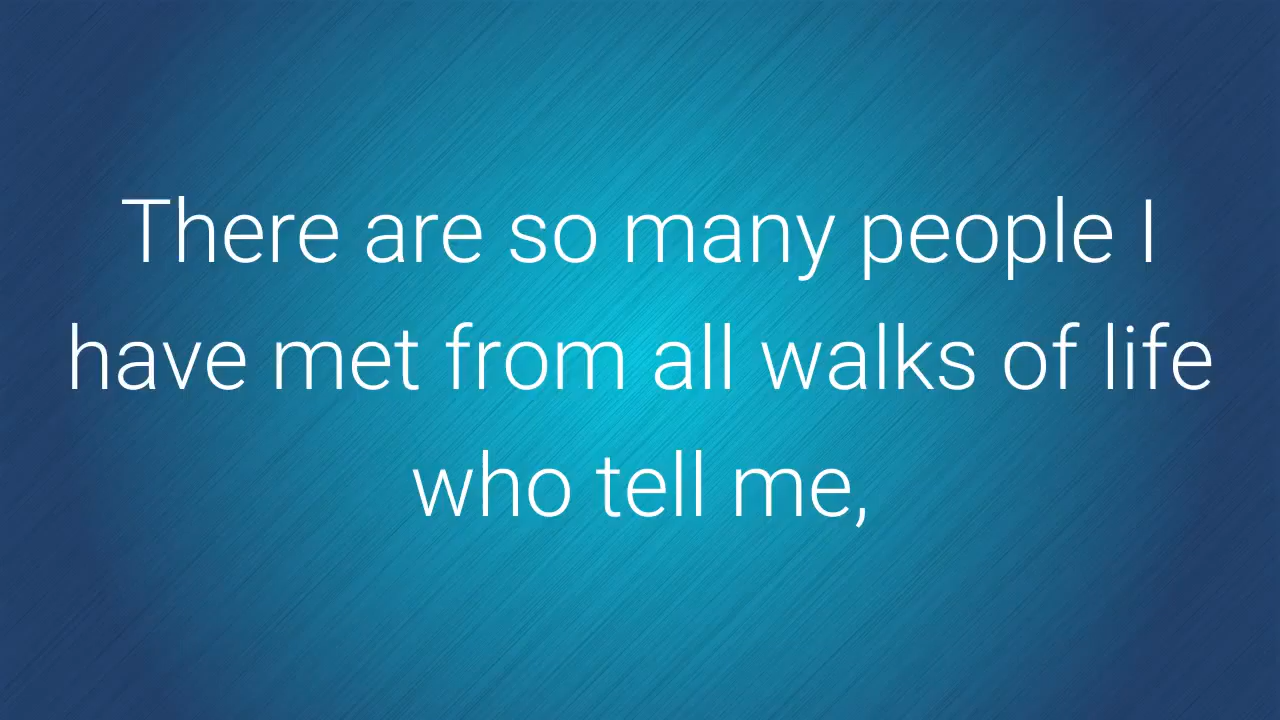 There are so many people I
have met from all walks of life
who tell me,